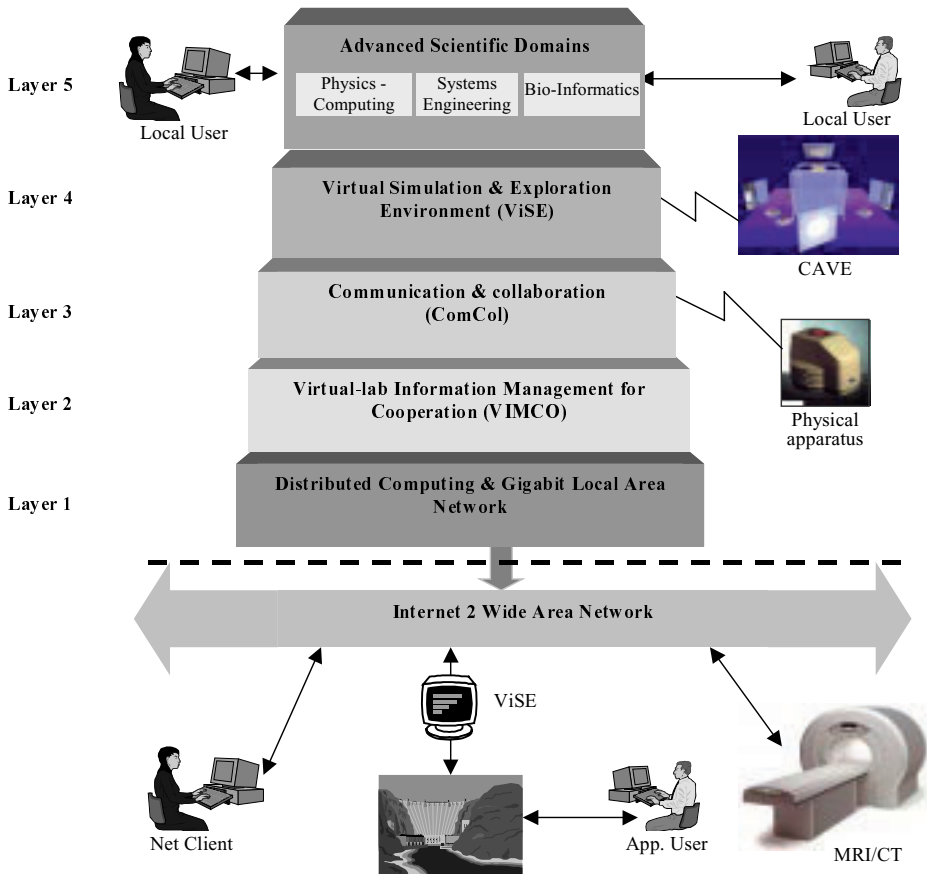 Advanced Scientific Domains
Layer 5
Physics -
Computing
Systems
Engineering
Bio-Informatics
Local User
Local User
Layer 4
Virtual Simulation & Exploration
Environment (ViSE)
CAVE
Layer 3
Communication & collaboration
(ComCol)
Layer 2
Virtual-lab Information Management for
Cooperation (VIMCO)
Physical
apparatus
Layer 1
Distributed Computing & Gigabit Local Area
Network
Internet 2 Wide Area Network
ViSE
Net Client
App. User
MRI/CT